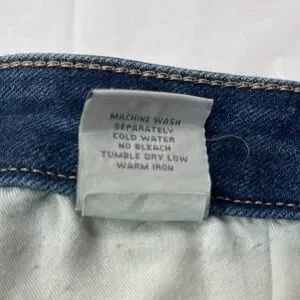 MACHINE WASH
SEPARATELY
COLD WATER
NO BLEACH
TUMBLE DRY LOW
WARM IRON